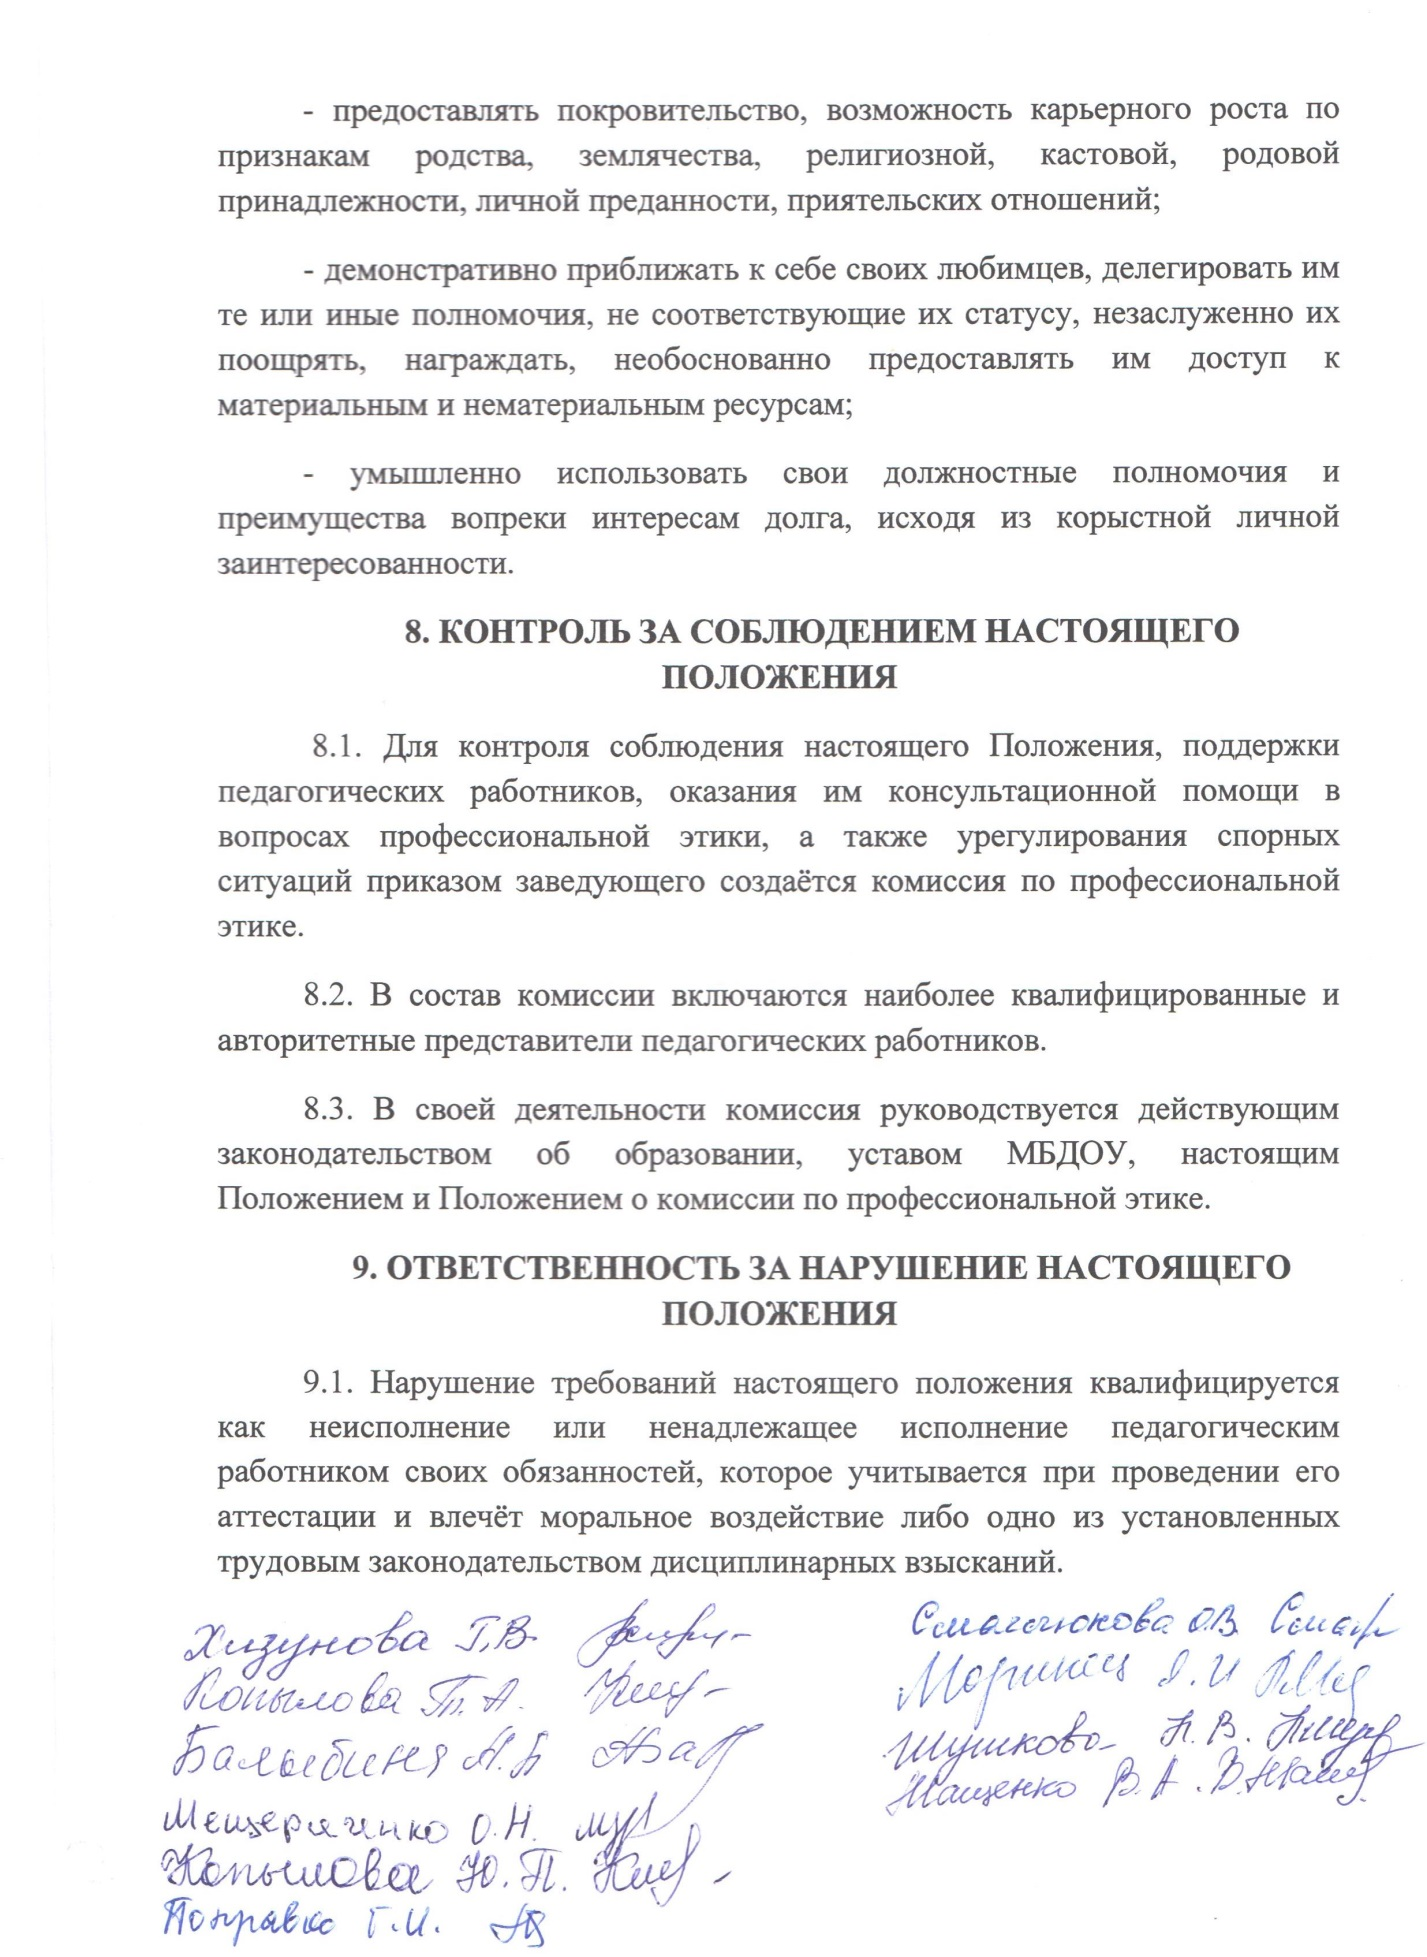 - предоставлять покровительство, возможность карьерного роста по
признакам родства, землячества, религиозной, кастовой, родовой
принадлежности, личной преданности, приятельских отношений;
- демонстративно приближать к себе своих любимцев, делегировать им
те или иные полномочия, не соответствующие их статусу, незаслуженно их
поощрять, награждать, необоснованно предоставлять им доступ к
материальным и нематериальным ресурсам;
- умышленно использовать свои должностные полномочия и
преимущества вопреки интересам долга, исходя из корыстной личной
заинтересованности.
8. КОНТРОЛЬ ЗА СОБЛЮДЕНИЕМ НАСТОЯЩЕГО
ПОЛОЖЕНИЯ
8.1. Для контроля соблюдения настоящего Положения, поддержки
педагогических работников, оказания им консультационной помощи в
вопросах профессиональной этики, а также урегулирования спорных
ситуаций приказом заведующего создаётся комиссия по профессиональной
этике.
8.2. В состав комиссии включаются наиболее квалифицированные и
авторитетные представители педагогических работников.
8.3. В своей деятельности комиссия руководствуется действующим
законодательством об образовании, уставом МБДОУ, настоящим
Положением и Положением о комиссии по профессиональной этике.
9. ОТВЕТСТВЕННОСТЬ ЗА НАРУШЕНИЕ НАСТОЯЩЕГО
ПОЛОЖЕНИЯ
9.1. Нарушение требований настоящего положения квалифицируется
как неисполнение или ненадлежащее исполнение педагогическим
работником своих обязанностей, которое учитывается при проведении его
аттестации и влечёт моральное воздействие либо одно из установленных
трудовым законодательством дисциплинарных взысканий.
Хизунова Г.В.
Копылова Т.А.
Балыбина А.Б
О.Н.
Копылова Ю.П.
Поправко Г.И.
О.В.
Моринец Я.И
Шушкова Н.В.
Мащенко В.А.